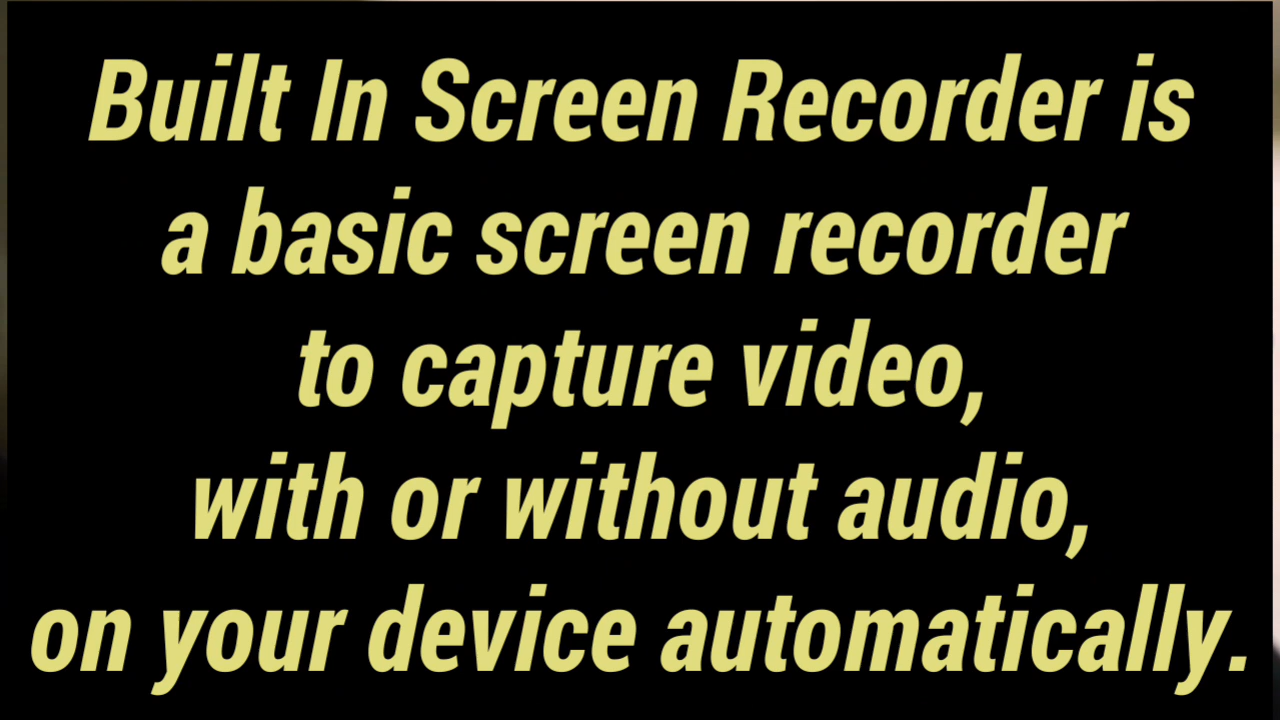 Built In Screen Recorder is
a basic screen recorder
to capture video,
with or without audio,
on your device automatically.